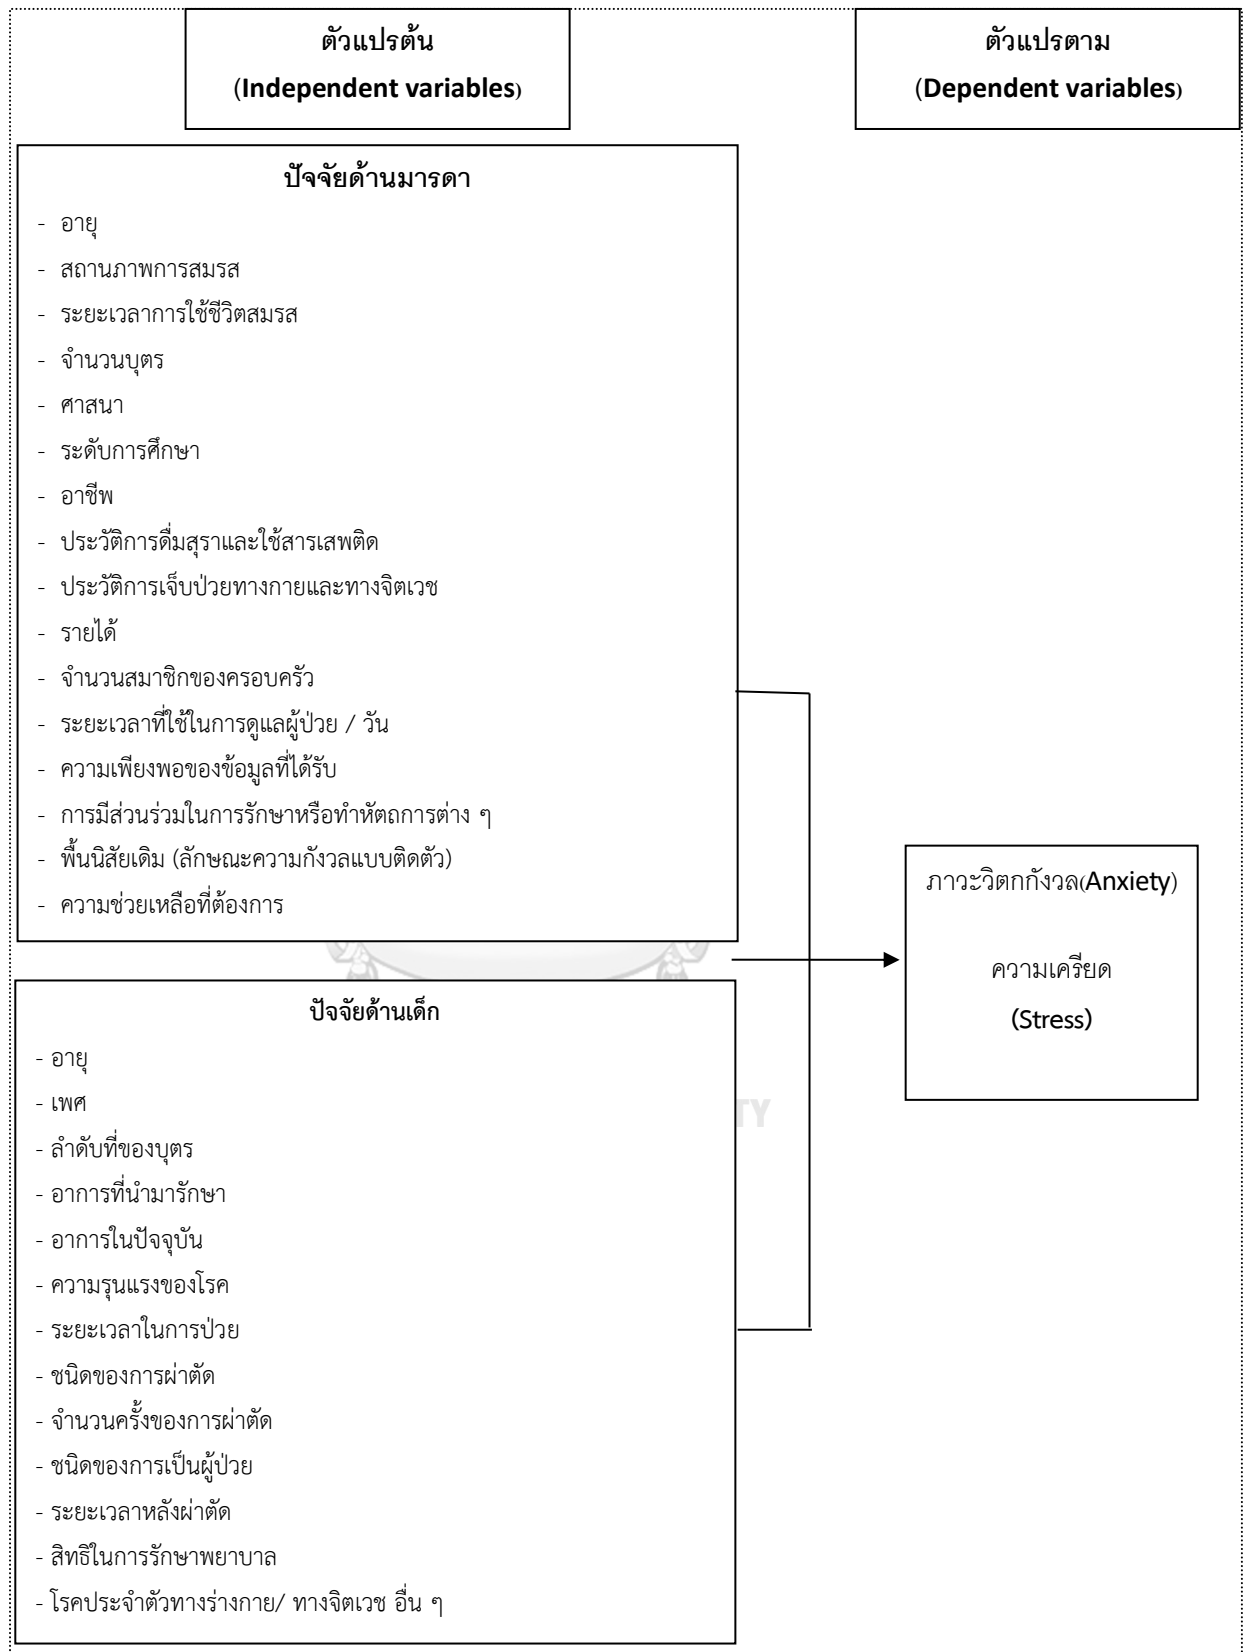 ตัวแปรต้น
(Independent variables)
ตัวแปรตาม
(Dependent variables)
ปัจจัยด้านมารดา
- อายุ
- สถานภาพการสมรส
- ระยะเวลาการใช้ชีวิตสมรส
- จำนวนบุตร
- ศาสนา
- ระดับการศึกษา
- อาชีพ
- ประวัติการดื่มสุราและใช้สารเสพติด
- ประวัติการเจ็บป่วยทางกายและทางจิตเวช
- รายได้
- จำนวนสมาชิกของครอบครัว
- ระยะเวลาที่ใช้ในการดูแลผู้ป่วย / วัน
- ความเพียงพอของข้อมูลที่ได้รับ
- การมีส่วนร่วมในการรักษาหรือทำหัตถการต่าง ๆ
- พื้นนิสัยเดิม (ลักษณะความกังวลแบบติดตัว)
- ความช่วยเหลือที่ต้องการ
ปัจจัยด้านเด็ก
- อายุ
- เพศ
- ลำดับที่ของบุตร
- อาการที่นำมารักษา
- อาการในปัจจุบัน
- ความรุนแรงของโรค
- ระยะเวลาในการป่วย
- ชนิดของการผ่าตัด
- จำนวนครั้งของการผ่าตัด
- ชนิดของการเป็นผู้ป่วย
- ระยะเวลาหลังผ่าตัด
- สิทธิในการรักษาพยาบาล
- โรคประจำตัวทางร่างกาย/ ทางจิตเวช อื่น ๆ
ภาวะวิตกกังวล(Anxiety)
ความเครียด
(Stress)
TY